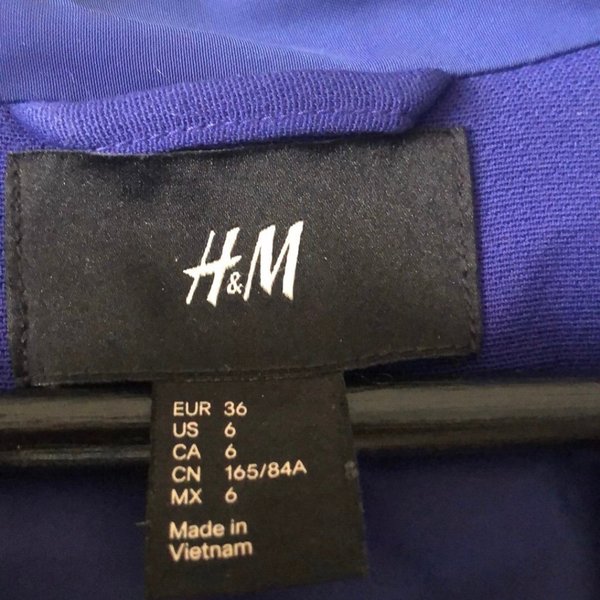 H&M
EUR 36
US 6
CA 6
CN 165/84A
MX 6
Made in
Vietnam